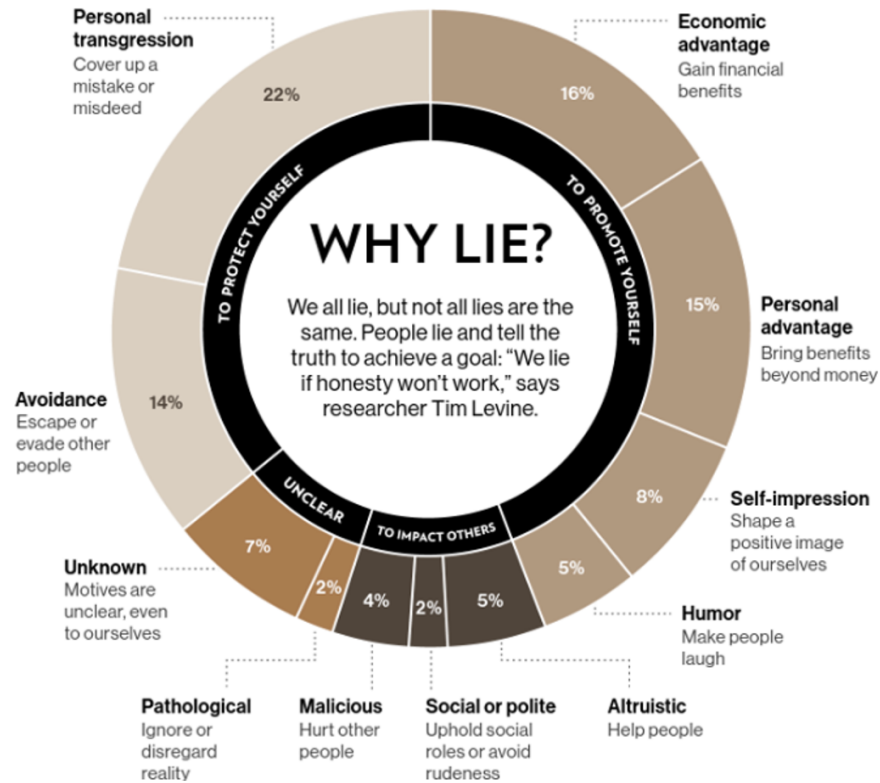 Personal
transgression
Cover up a
mistake or
misdeed
22%
Economic
advantage
Gain financial
benefits
16%
TO PROTECT YOURSELF
TO PROMOTE YOURSELF
WHY LIE?
We all lie, but not all lies are the
same. People lie and tell the
truth to achieve a goal: “We lie
if honesty won’t work,” says
researcher Tim Levine.
15%
Personal
advantage
Bring benefits
beyond money
Avoidance
Escape or
evade other
people
14%
8%
Self-impression
Shape a
positive image
of ourselves
UNCLEAR
TO IMPACT OTHERS
Unknown
Motives are
unclear, even
to ourselves
7%
2%
4%
2%
5%
5%
Humor
Make people
laugh
Pathological
Ignore or
disregard
reality
Malicious
Hurt other
people
Social or polite
Uphold social
roles or avoid
rudeness
Altruistic
Help people